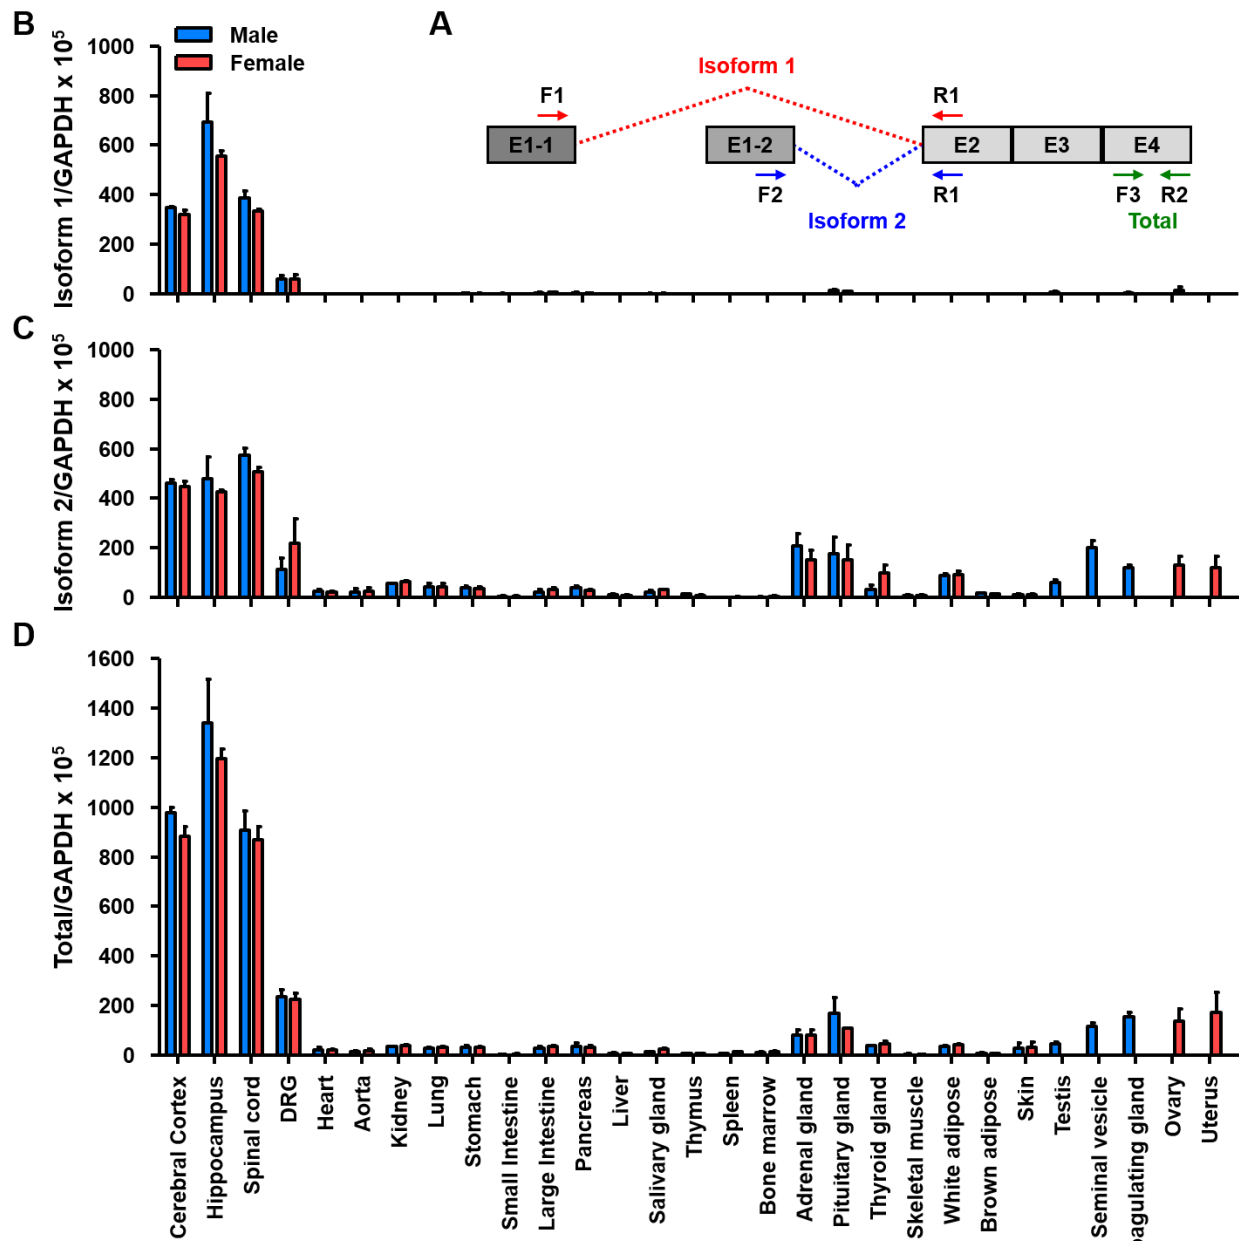 B
Male
Female
A
Isoform 1
F1
R1
E1-1
E1-2
E2
E3
E4
F2
R1
F3
R2
Isoform 2
Total
Isoform 1/GAPDH x 10⁵
1000
800
600
400
200
0
C
Isoform 2/GAPDH x 10⁵
1000
800
600
400
200
0
D
Total/GAPDH x 10⁵
1600
1400
1200
1000
800
600
400
200
0
Cerebral Cortex
Hippocampus
Spinal cord
DRG
Heart
Aorta
Kidney
Lung
Stomach
Small Intestine
Large Intestine
Pancreas
Liver
Salivary gland
Thymus
Spleen
Bone marrow
Adrenal gland
Pituitary gland
Thyroid gland
Skeletal muscle
White adipose
Brown adipose
Skin
Testis
Seminal vesicle
oagulating gland
Ovary
Uterus